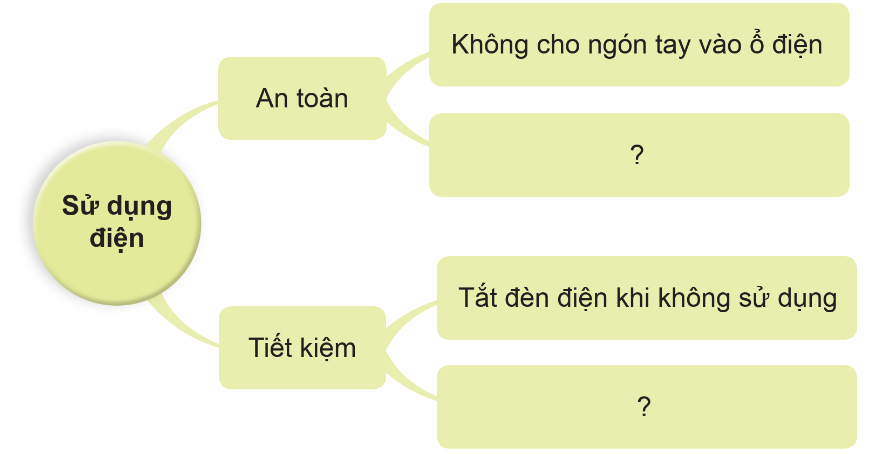 Sử dụng
điện
An toàn
Không cho ngón tay vào ổ điện
?
Tiết kiệm
Tắt đèn điện khi không sử dụng
?